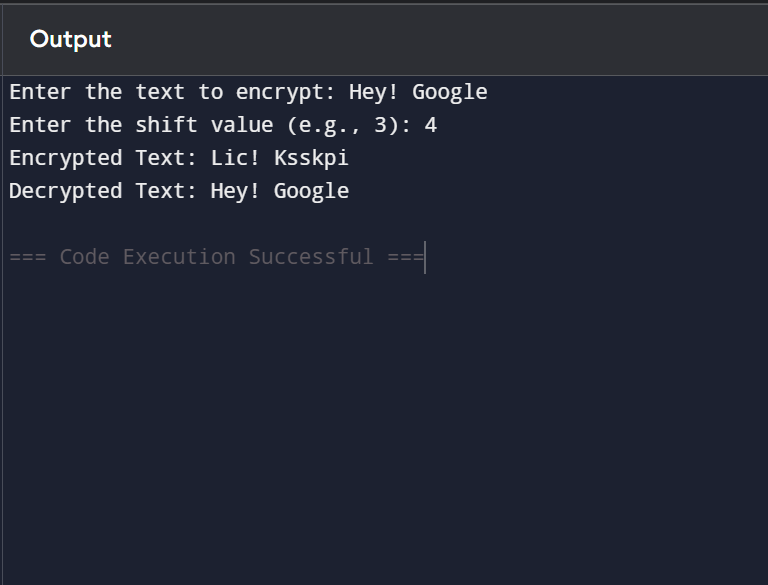 Output
Enter the text to encrypt: Hey! Google
Enter the shift value (e.g., 3): 4
Encrypted Text: Lic! Ksskpi
Decrypted Text: Hey! Google
=== Code Execution Successful ===